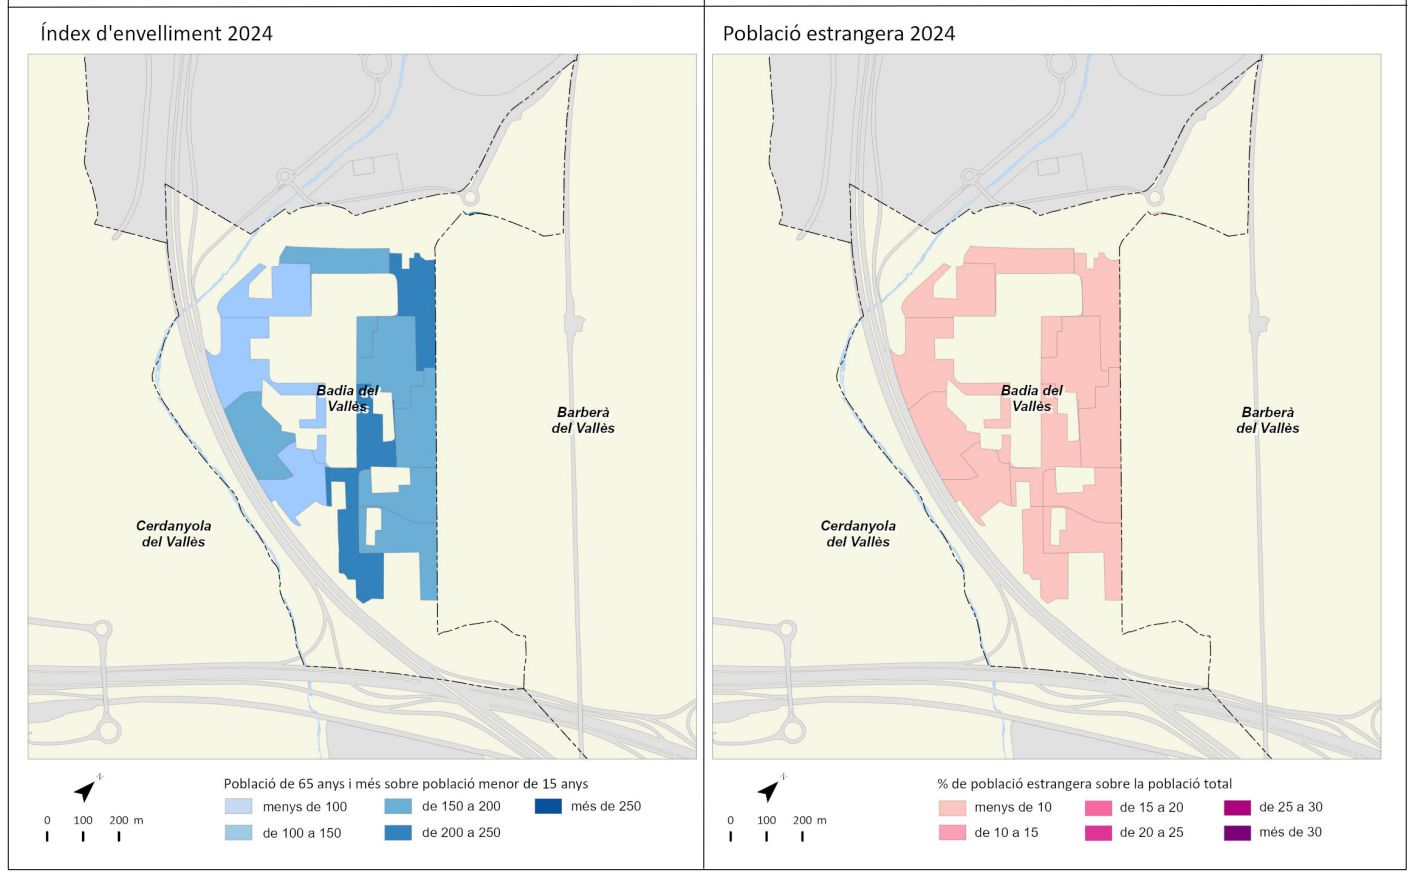 Índex d'envelliment 2024
Badia del
Vallès
Barberà
del Vallès
Cerdanyola
del Vallès
N
0 100 200 m
Població de 65 anys i més sobre població menor de 15 anys
menys de 100
de 150 a 200
més de 250
de 100 a 150
de 200 a 250
Població estrangera 2024
Badia del
Vallès
Barberà
del Vallès
Cerdanyola
del Vallès
N
0 100 200 m
% de població estrangera sobre la població total
menys de 10
de 15 a 20
de 25 a 30
de 10 a 15
de 20 a 25
més de 30